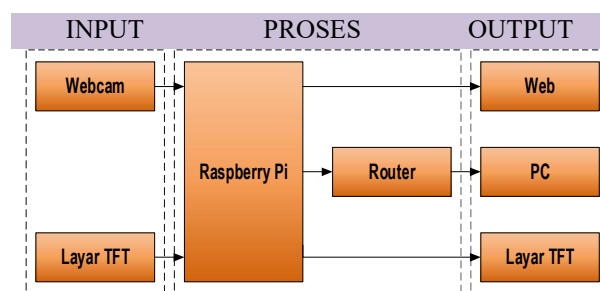 INPUT PROSES OUTPUT
Webcam Web
Raspberry Pi Router PC
Layar TFT Layar TFT